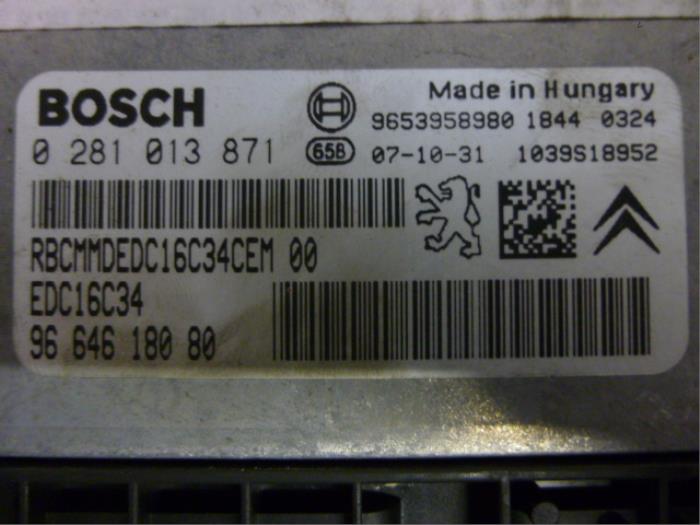 BOSCH
Made in Hungary
9653958980 1844 0324
0 281 013 871
658 07-10-31 1039S18952
RBCMMDEDC16C34CEM 00
EDC16C34
96 646 180 80